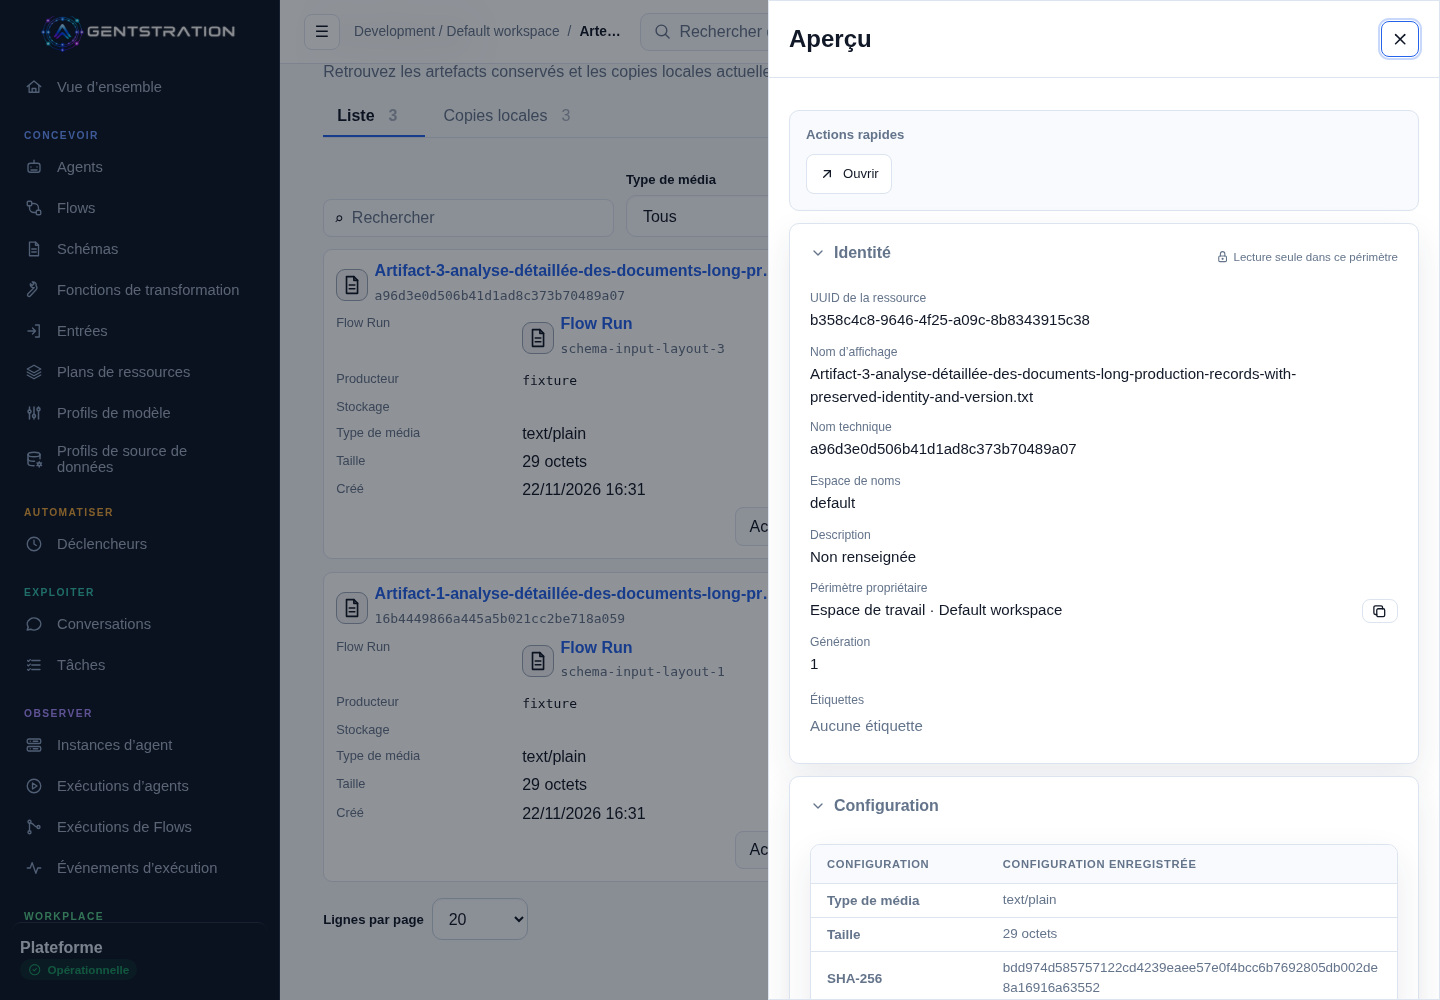 GENTSTRATION
Vue d’ensemble
CONCEVOIR
Agents
Flows
Schémas
Fonctions de transformation
Entrées
Plans de ressources
Profils de modèle
Profils de source de
données
AUTOMATISER
Déclencheurs
EXPLOITER
Conversations
Tâches
OBSERVER
Instances d’agent
Exécutions d’agents
Exécutions de Flows
Événements d’exécution
WORKPLACE
Plateforme
Opérationnelle
Development / Default workspace / Arte…
Rechercher
Retrouvez les artefacts conservés et les copies locales actuelle
Liste 3
Copies locales 3
Type de média
Rechercher
Tous
Artifact-3-analyse-détaillée-des-documents-long-pr…
a96d3e0d506b41d1ad8c373b70489a07
Flow Run
Flow Run
schema-input-layout-3
Producteur
fixture
Stockage
Type de média
text/plain
Taille
29 octets
Créé
22/11/2026 16:31
Ac
Artifact-1-analyse-détaillée-des-documents-long-pr…
16b4449866a445a5b021cc2be718a059
Flow Run
Flow Run
schema-input-layout-1
Producteur
fixture
Stockage
Type de média
text/plain
Taille
29 octets
Créé
22/11/2026 16:31
Ac
Lignes par page
20
Aperçu
Actions rapides
Ouvrir
Identité
Lecture seule dans ce périmètre
UUID de la ressource
b358c4c8-9646-4f25-a09c-8b8343915c38
Nom d’affichage
Artifact-3-analyse-détaillée-des-documents-long-production-records-with-
preserved-identity-and-version.txt
Nom technique
a96d3e0d506b41d1ad8c373b70489a07
Espace de noms
default
Description
Non renseignée
Périmètre propriétaire
Espace de travail · Default workspace
Génération
1
Étiquettes
Aucune étiquette
Configuration
CONFIGURATION
CONFIGURATION ENREGISTRÉE
Type de média
text/plain
Taille
29 octets
SHA-256
bdd974d585757122cd4239eaee57e0f4bcc6b7692805db002de
8a16916a63552